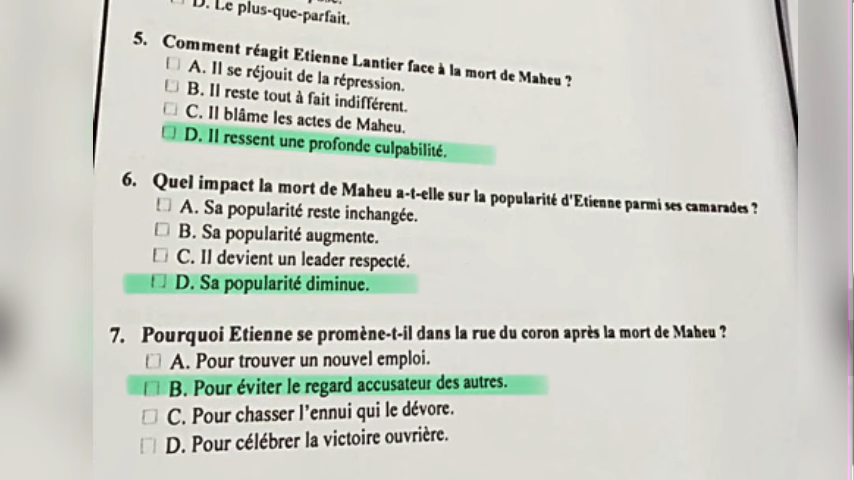 D. Le plus-que-parfait.
5. Comment réagit Etienne Lantier face à la mort de Maheu ?
A. Il se réjouit de la répression.
B. Il reste tout à fait indifférent.
C. Il blâme les actes de Maheu.
D. Il ressent une profonde culpabilité.
6. Quel impact la mort de Maheu a-t-elle sur la popularité d'Etienne parmi ses camarades ?
A. Sa popularité reste inchangée.
B. Sa popularité augmente.
C. Il devient un leader respecté.
D. Sa popularité diminue.
7. Pourquoi Etienne se promène-t-il dans la rue du coron après la mort de Maheu ?
A. Pour trouver un nouvel emploi.
B. Pour éviter le regard accusateur des autres.
C. Pour chasser l'ennui qui le dévore.
D. Pour célébrer la victoire ouvrière.